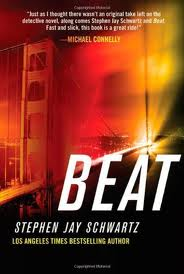 "Just as I thought there wasn't an original take left on the
detective novel, along comes Stephen Jay Schwartz and Beat.
Fast and slick, this book is a great ride!"
—MICHAEL CONNELLY
BEAT
STEPHEN JAY SCHWARTZ
LOS ANGELES TIMES BESTSELLING AUTHOR